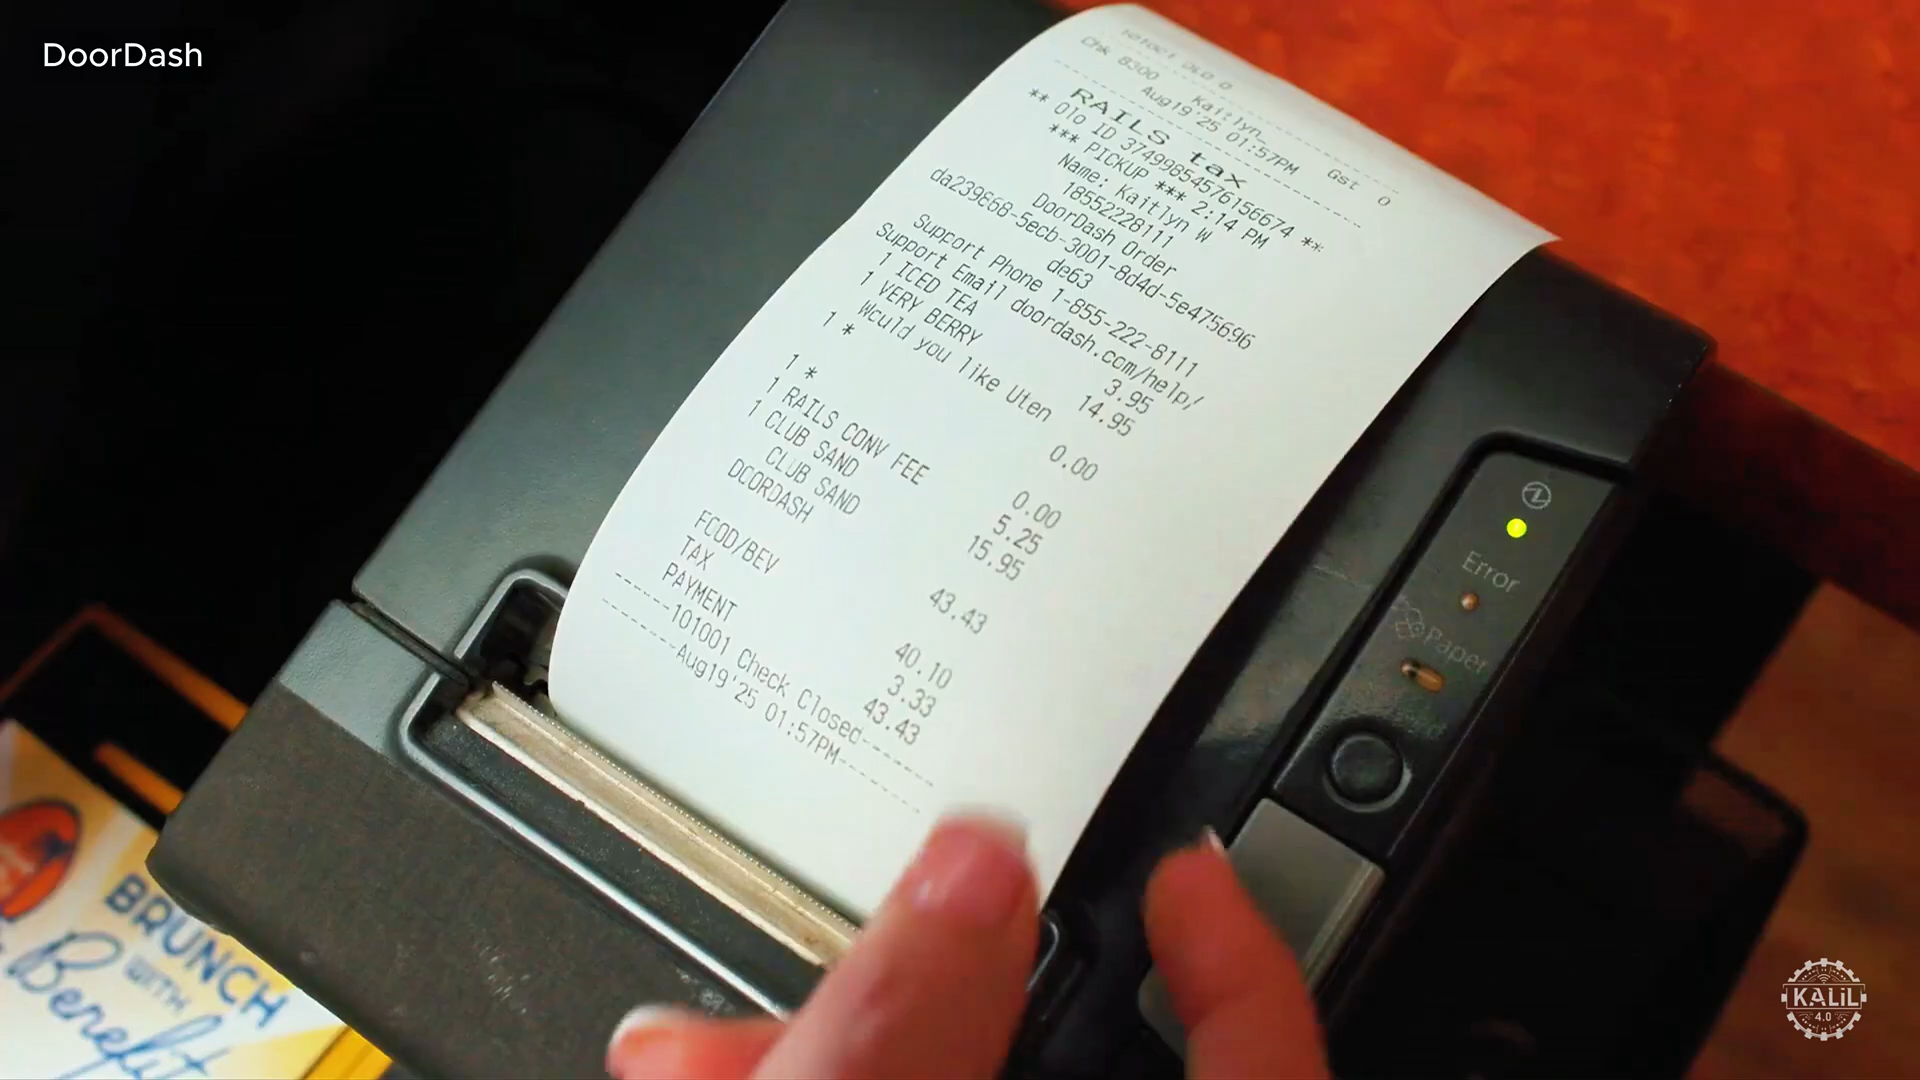 DoorDash
Chk 8300 Kaitlyn_ Gst 0
Aug19'25 01:57PM
RAILS tax
** Olo ID 37499854576156674 **
*** PICKUP *** 2:14 PM
Name: Kaitlyn W
18552228111
DoorDash Order
da239868-5ecb-3001-8d4d-5e475696
de63
Support Phone 1-855-222-8111
Support Email doordash.com/help/
1 ICED TEA 3.95
1 VERY BERRY 14.95
Would you like Uten
1 * 0.00
1 * 0.00
1 RAILS CONV FEE 5.25
1 CLUB SAND 15.95
CLUB SAND
DOORDASH 43.43
FOOD/BEV 40.10
TAX 3.33
PAYMENT 43.43
------101001 Check Closed------
------Aug19'25 01:57PM------
Error
Paper
BRUNCH
WITH
Benefit
KALiL
4.0